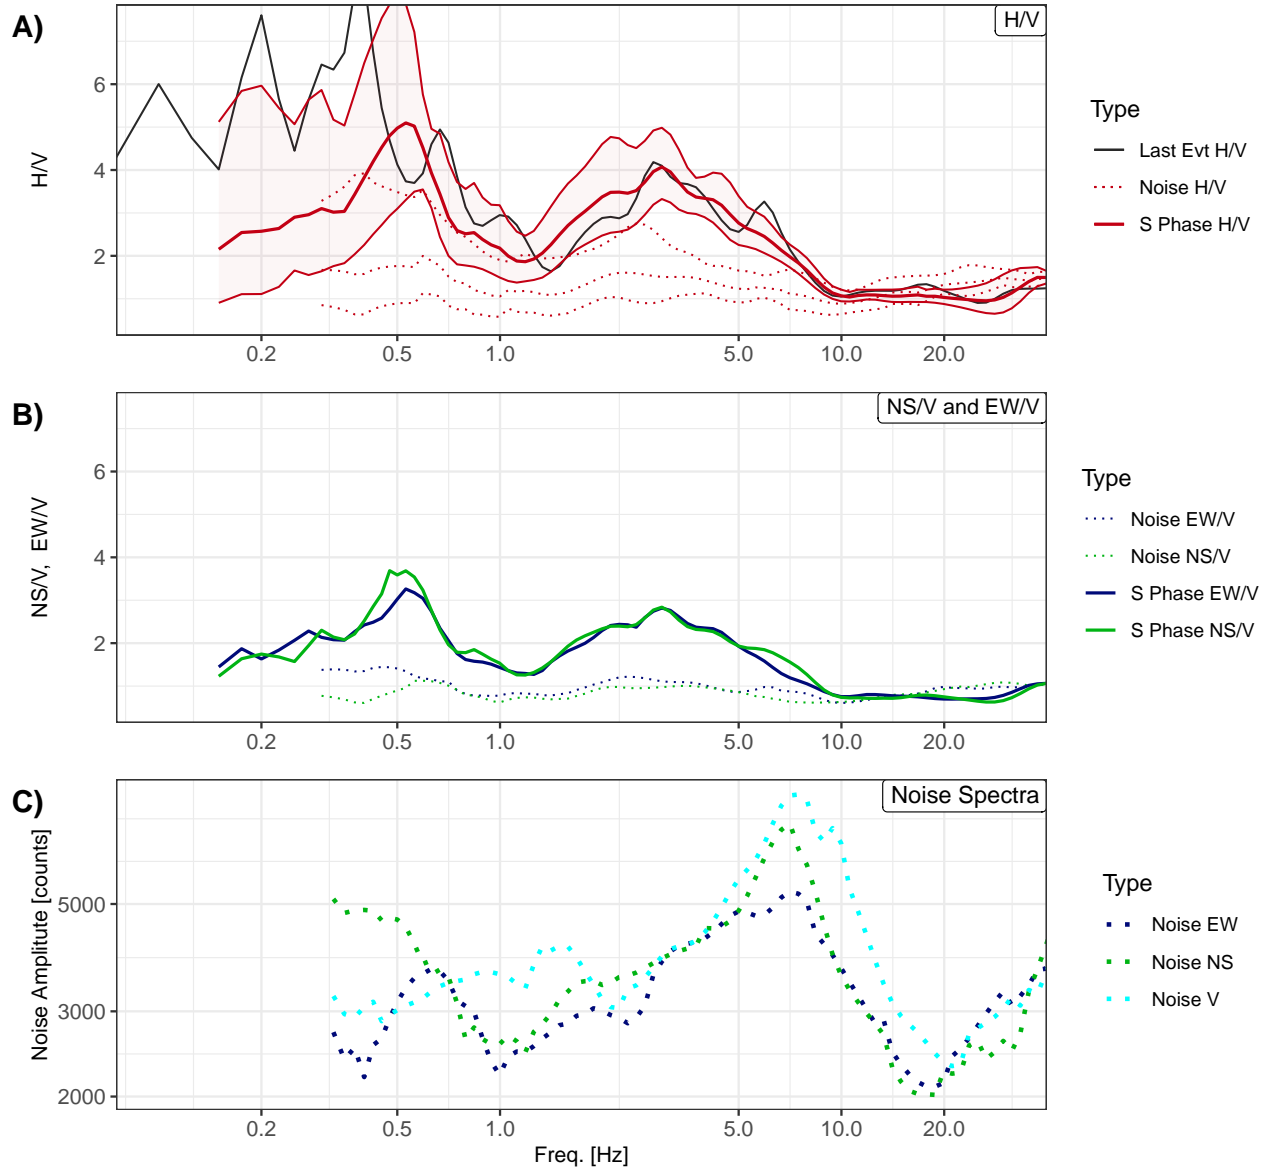 A)
H/V
6
4
2
H/V
0.2 0.5 1.0 5.0 10.0 20.0
Type
Last Evt H/V
Noise H/V
S Phase H/V
B)
NS/V and EW/V
6
4
2
NS/V,  EW/V
0.2 0.5 1.0 5.0 10.0 20.0
Type
Noise EW/V
Noise NS/V
S Phase EW/V
S Phase NS/V
C)
Noise Spectra
5000
3000
2000
Noise Amplitute [counts]
0.2 0.5 1.0 5.0 10.0 20.0
Freq. [Hz]
Type
Noise EW
Noise NS
Noise V